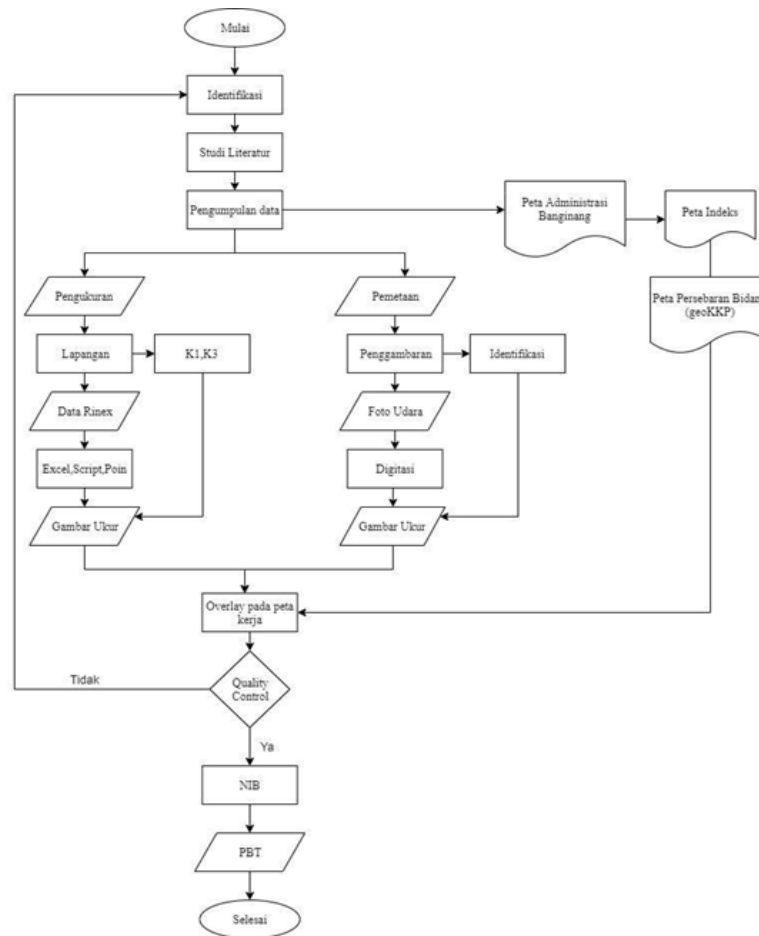 Mulai
Identifikasi
Studi Literatur
Pengumpulan data
Peta Administrasi
Banginang
Peta Indeks
Peta Persebaran Bidan
(geoKKP)
Pengukuran
Pemetaan
Lapangan
K1,K3
Penggambaran
Identifikasi
Data Rinex
Foto Udara
Excel,Script,Poin
Digitasi
Gambar Ukur
Gambar Ukur
Overlay pada peta
kerja
Tidak
Quality
Control
Ya
NIB
PBT
Selesai